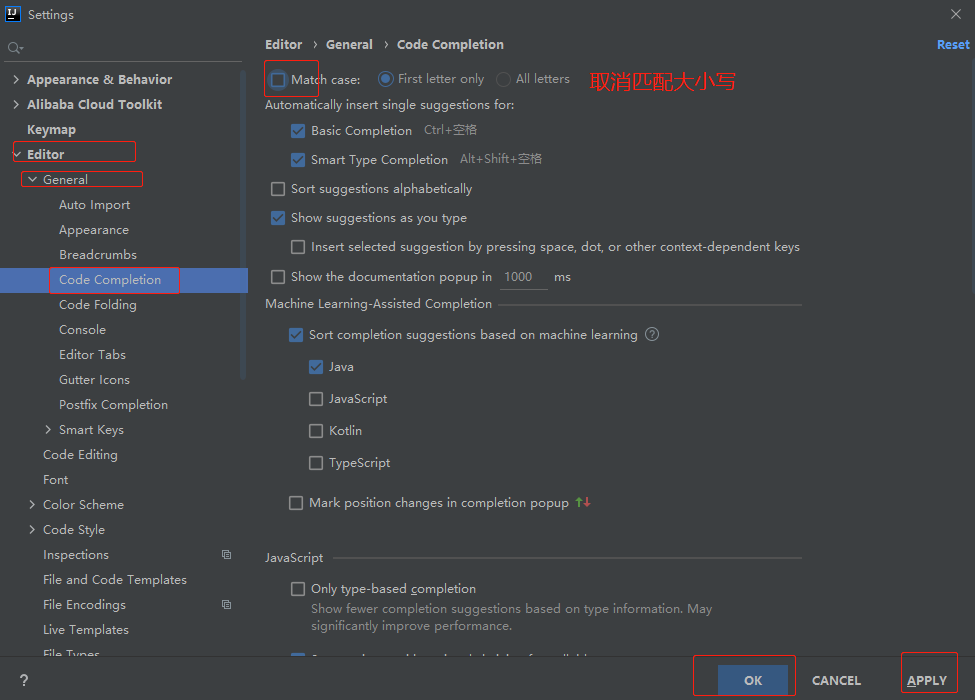 Settings
Editor › General › Code Completion
Reset
Appearance & Behavior
Alibaba Cloud Toolkit
Keymap
Editor
General
Auto Import
Appearance
Breadcrumbs
Code Completion
Code Folding
Console
Editor Tabs
Gutter Icons
Postfix Completion
Smart Keys
Code Editing
Font
Color Scheme
Code Style
Inspections
File and Code Templates
File Encodings
Live Templates
File Types
Match case: First letter only All letters
取消匹配大小写
Automatically insert single suggestions for:
Basic Completion Ctrl+空格
Smart Type Completion Alt+Shift+空格
Sort suggestions alphabetically
Show suggestions as you type
Insert selected suggestion by pressing space, dot, or other context-dependent keys
Show the documentation popup in 1000 ms
Machine Learning-Assisted Completion
Sort completion suggestions based on machine learning ?
Java
JavaScript
Kotlin
TypeScript
Mark position changes in completion popup ↑↓
JavaScript
Only type-based completion
Show fewer completion suggestions based on type information. May
significantly improve performance.
?
OK
CANCEL
APPLY